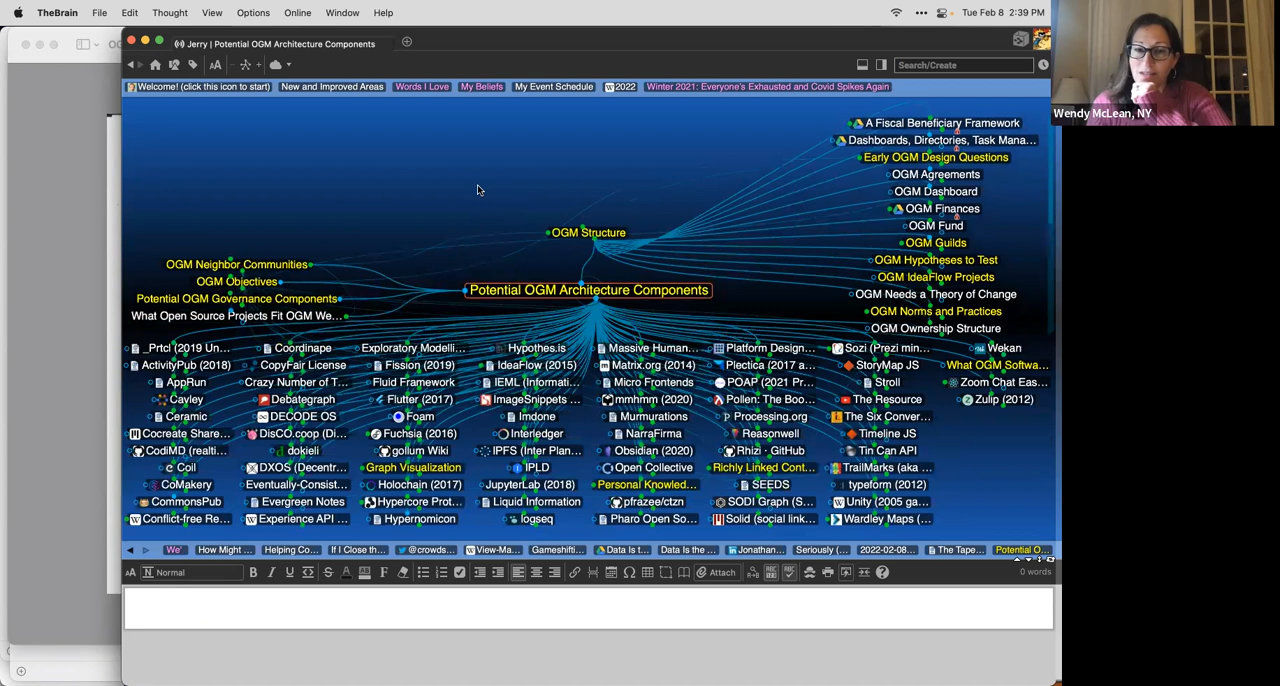 TheBrain File Edit Thought View Options Online Window Help Tue Feb 8 2:39 PM
Jerry | Potential OGM Architecture Components
Search/Create
Welcome! (click this icon to start) New and Improved Areas Words I Love My Beliefs My Event Schedule 2022 Winter 2021: Everyone's Exhausted and Covid Spikes Again
Wendy McLean, NY
A Fiscal Beneficiary Framework
Dashboards, Directories, Task Mana...
Early OGM Design Questions
OGM Agreements
OGM Dashboard
OGM Finances
OGM Fund
OGM Guilds
OGM Hypotheses to Test
OGM IdeaFlow Projects
OGM Needs a Theory of Change
OGM Norms and Practices
OGM Ownership Structure
OGM Structure
OGM Neighbor Communities
OGM Objectives
Potential OGM Governance Components
What Open Source Projects Fit OGM We...
Potential OGM Architecture Components
_Prtcl (2019 Un... Coordinape Exploratory Modelli... Hypothes.is Massive Human... Platform Design... Sozi (Prezi min... Wekan
ActivityPub (2018) CopyFair License Fission (2019) IdeaFlow (2015) Matrix.org (2014) Plectica (2017 a... StoryMap JS What OGM Softwa...
AppRun Crazy Number of T... Fluid Framework IEML (Informati... Micro Frontends POAP (2021 Pr... Stroll Zoom Chat Eas...
Cayley Debategraph Flutter (2017) ImageSnippets ... mmhmm (2020) Pollen: The Boo... The Resource Zulip (2012)
Ceramic DECODE OS Foam Imdone Murmurations Processing.org The Six Conver...
Cocreate Share... DisCO.coop (Di... Fuchsia (2016) Interledger NarraFirma Reasonwell Timeline JS
CodiMD (realti... dokieli gollum Wiki IPFS (Inter Plan... Obsidian (2020) Rhizi · GitHub Tin Can API
Coil DXOS (Decentr... Graph Visualization IPLD Open Collective Richly Linked Cont... TrailMarks (aka ...
CoMakery Eventually-Consist... Holochain (2017) JupyterLab (2018) Personal Knowled... SEEDS typeform (2012)
CommonsPub Evergreen Notes Hypercore Prot... Liquid Information pfrazee/ctzn SODI Graph (S... Unity (2005 ga...
Conflict-free Re... Experience API ... Hypernomicon logseq Pharo Open So... Solid (social link... Wardley Maps (...
We' How Might ... Helping Co... If I Close th... @crowds... View-Ma... Gameshifti... Data Is t... Data Is the ... Jonathan... Seriously (... 2022-02-08... The Tape... Potential O...
Normal B I U S A F Attach 0 words